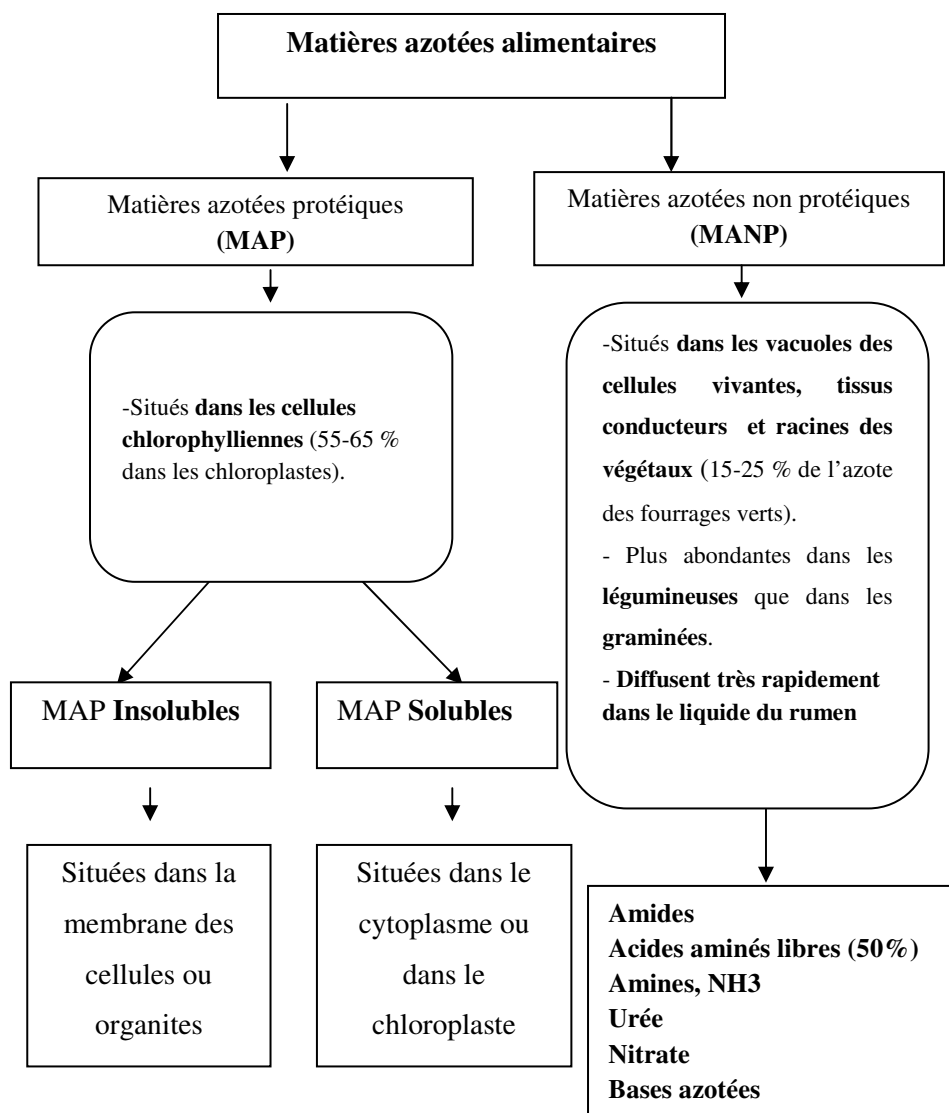 Matières azotées alimentaires
Matières azotées protéiques
(MAP)
Matières azotées non protéiques
(MANP)
-Situés dans les cellules
chlorophylliennes (55-65 %
dans les chloroplastes).
-Situés dans les vacuoles des
cellules vivantes, tissus
conducteurs et racines des
végétaux (15-25 % de l’azote
des fourrages verts).
- Plus abondantes dans les
légumineuses que dans les
graminées.
- Diffusent très rapidement
dans le liquide du rumen
MAP Insolubles
MAP Solubles
Situées dans la
membrane des
cellules ou
organites
Situées dans le
cytoplasme ou
dans le
chloroplaste
Amides
Acides aminés libres (50%)
Amines, NH3
Urée
Nitrate
Bases azotées